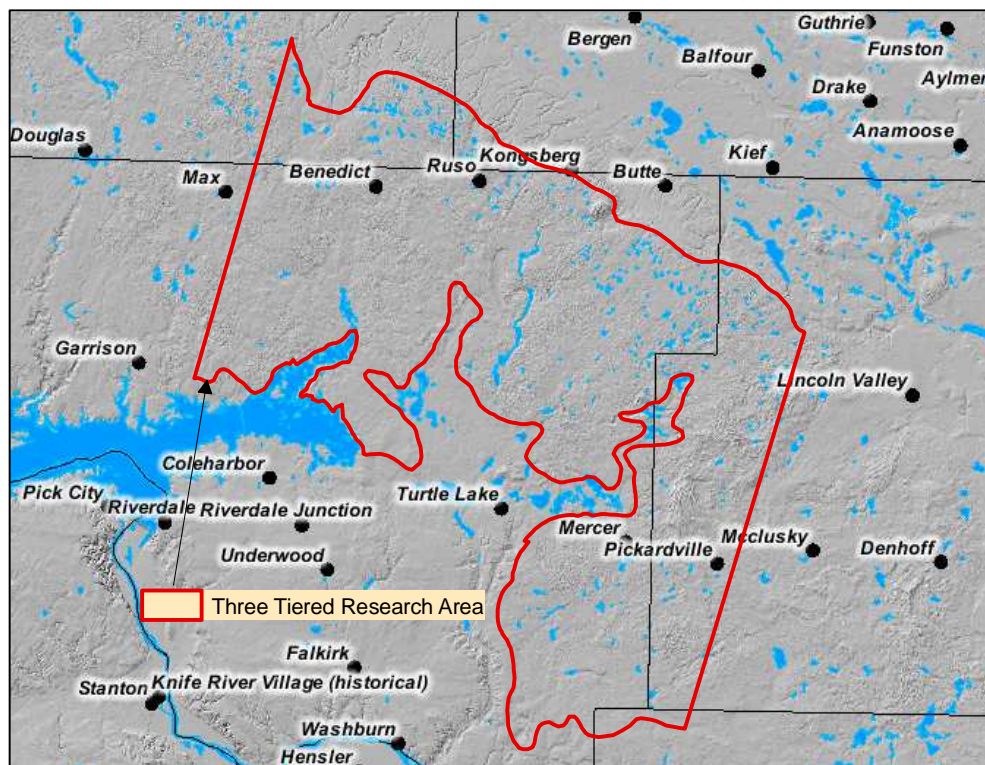 Guthrie
Bergen
Funston
Balfour
Drake
Aylmer
Anamoose
Douglas
Kief
Kongsberg
Ruso
Benedict
Butte
Max
Garrison
Lincoln Valley
Coleharbor
Pick City
Turtle Lake
Riverdale
Riverdale Junction
Mercer
Mcclusky
Pickardville
Denhoff
Underwood
Three Tiered Research Area
Falkirk
Knife River Village (historical)
Stanton
Washburn
Hensler